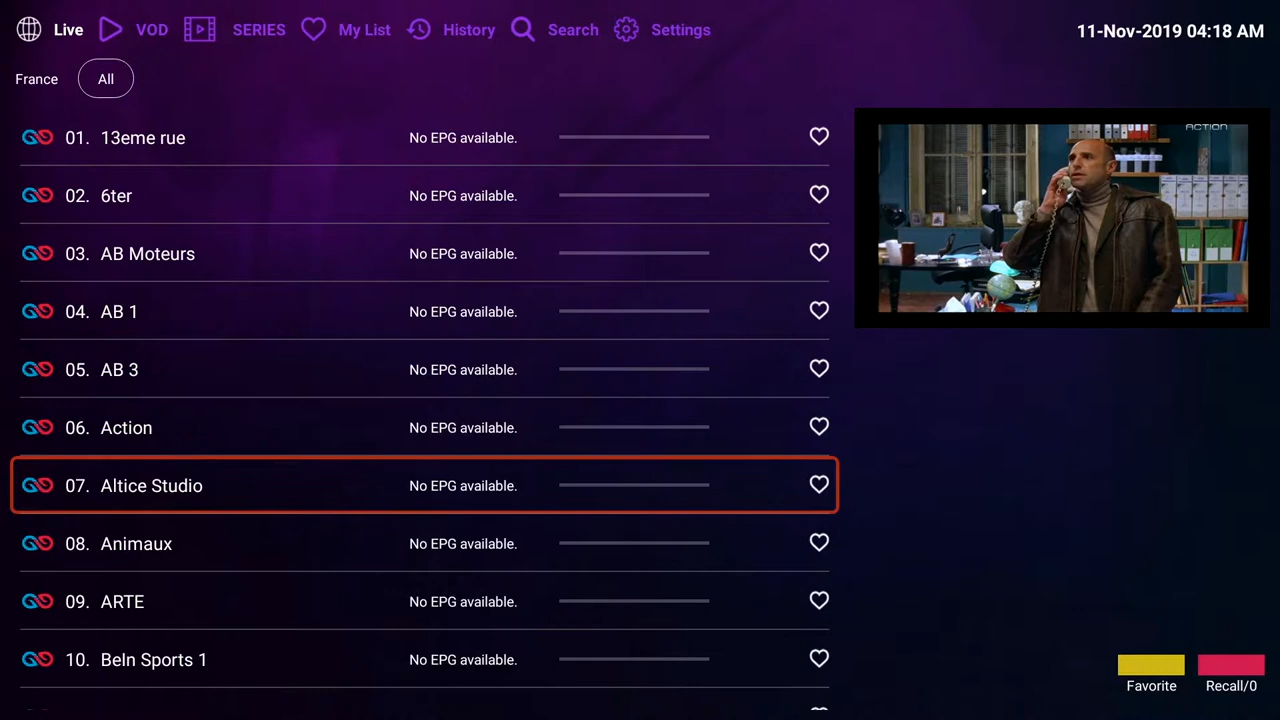 Live VOD SERIES My List History Search Settings 11-Nov-2019 04:18 AM
France All
01. 13eme rue No EPG available.
ACTION
02. 6ter No EPG available.
03. AB Moteurs No EPG available.
04. AB 1 No EPG available.
05. AB 3 No EPG available.
06. Action No EPG available.
07. Altice Studio No EPG available.
08. Animaux No EPG available.
09. ARTE No EPG available.
10. BeIn Sports 1 No EPG available.
Favorite Recall/0